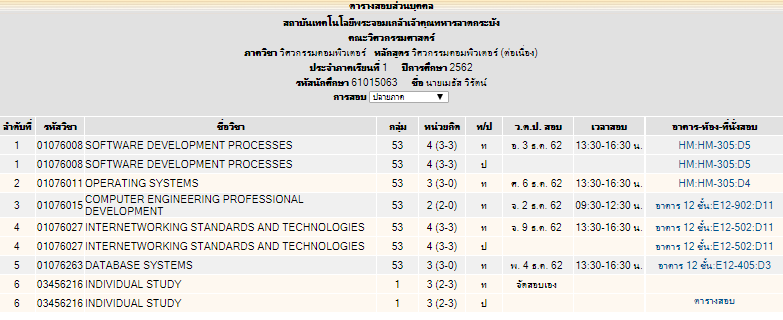 ตารางสอบส่วนบุคคล
สถาบันเทคโนโลยีพระจอมเกล้าเจ้าคุณทหารลาดกระบัง
คณะวิศวกรรมศาสตร์
ภาควิชา วิศวกรรมคอมพิวเตอร์ หลักสูตร วิศวกรรมคอมพิวเตอร์ (ต่อเนื่อง)
ประจำภาคเรียนที่ 1 ปีการศึกษา 2562
รหัสนักศึกษา 61015063 ชื่อ นายเมธัส วิรัตน์
การสอบ ปลายภาค
ลำดับที่ รหัสวิชา ชื่อวิชา กลุ่ม หน่วยกิต ท/ป ว.ด.ป. สอบ เวลาสอบ อาคาร-ห้อง-ที่นั่งสอบ
1 01076008 SOFTWARE DEVELOPMENT PROCESSES 53 4 (3-3) ท อ. 3 ธ.ค. 62 13:30-16:30 น. HM:HM-305:D5
1 01076008 SOFTWARE DEVELOPMENT PROCESSES 53 4 (3-3) ป HM:HM-305:D5
2 01076011 OPERATING SYSTEMS 53 3 (3-0) ท ศ. 6 ธ.ค. 62 13:30-16:30 น. HM:HM-305:D4
3 01076015 COMPUTER ENGINEERING PROFESSIONAL DEVELOPMENT 53 2 (2-0) ท จ. 2 ธ.ค. 62 09:30-12:30 น. อาคาร 12 ชั้น:E12-902:D11
4 01076027 INTERNETWORKING STANDARDS AND TECHNOLOGIES 53 4 (3-3) ท จ. 9 ธ.ค. 62 13:30-16:30 น. อาคาร 12 ชั้น:E12-502:D11
4 01076027 INTERNETWORKING STANDARDS AND TECHNOLOGIES 53 4 (3-3) ป อาคาร 12 ชั้น:E12-502:D11
5 01076263 DATABASE SYSTEMS 53 3 (3-0) ท พ. 4 ธ.ค. 62 13:30-16:30 น. อาคาร 12 ชั้น:E12-405:D3
6 03456216 INDIVIDUAL STUDY 1 3 (2-3) ท จัดสอบเอง
6 03456216 INDIVIDUAL STUDY 1 3 (2-3) ป ตารางสอบ